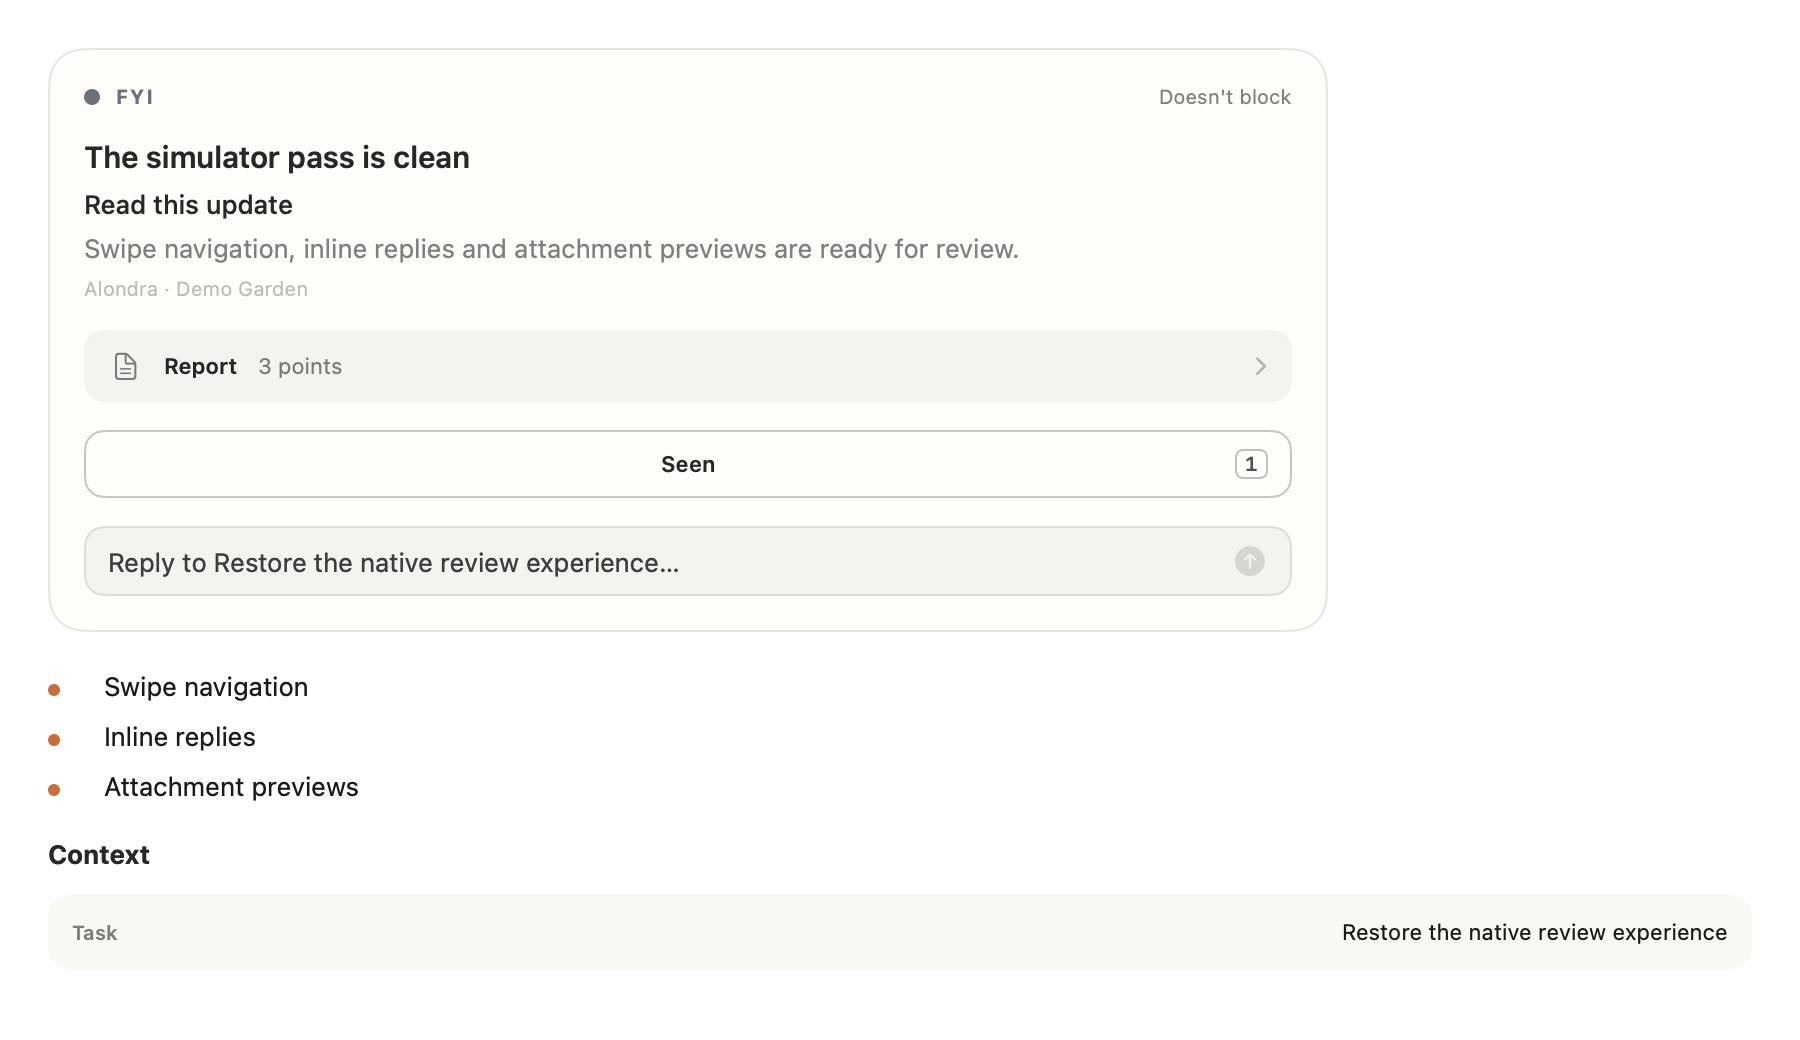 FYI
Doesn't block
The simulator pass is clean
Read this update
Swipe navigation, inline replies and attachment previews are ready for review.
Alondra · Demo Garden
Report 3 points
Seen 1
Reply to Restore the native review experience...
Swipe navigation
Inline replies
Attachment previews
Context
Task Restore the native review experience